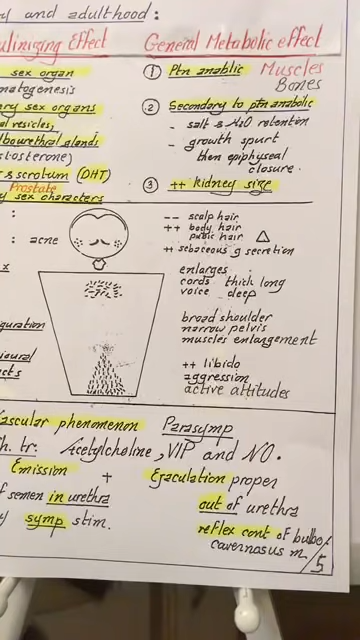 y and adulthood:
ulinizing Effect
General Metabolic effect
sex organ
matogenesis
ry sex organs
al vesicles,
lbourethral glands
stosterone)
& scrotum (DHT)
Prostate
y sex characters
① Ptn anablic Muscles
Bones
② Secondary to ptn anabolic
- salt & H2O retention
- growth spurt
then epiphyseal
closure.
③ ++ kidney size
:
: acne
x
guration
ioural
cts
-- scalp hair
++ body hair
pubic hair △
++ sebaceous g secretion
enlarges
cords thick long
voice deep
broad shoulder
narrow pelvis
muscles enlargement
++ libido
aggression
active attitudes
ascular phenomenon Parasymp
h. tr: Acetylcholine, VIP and NO.
Emission + Ejaculation proper
f semen in urethra
y symp stim.
out of urethra
reflex cont of bulbo
cavernosus m.
/5